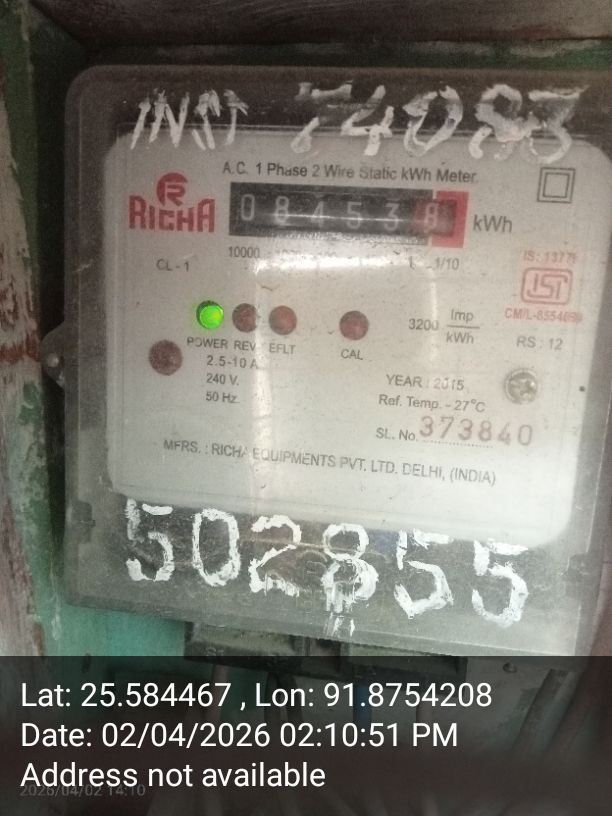 INST 74083
A.C. 1 Phase 2 Wire Static kWh Meter.
R
RICHA
084538 kWh
10000 1/10
CL-1
IS: 13779
ISI
CM/L-
3200 Imp/kWh
RS: 12
POWER REV EFLT CAL
2.5-10 A
240 V.
50 Hz.
YEAR: 2015
Ref. Temp. - 27°C
SL. No. 373840
MFRS. : RICHA EQUIPMENTS PVT. LTD. DELHI, (INDIA)
502855
Lat: 25.584467 , Lon: 91.8754208
Date: 02/04/2026 02:10:51 PM
Address not available
2026/04/02 14:10